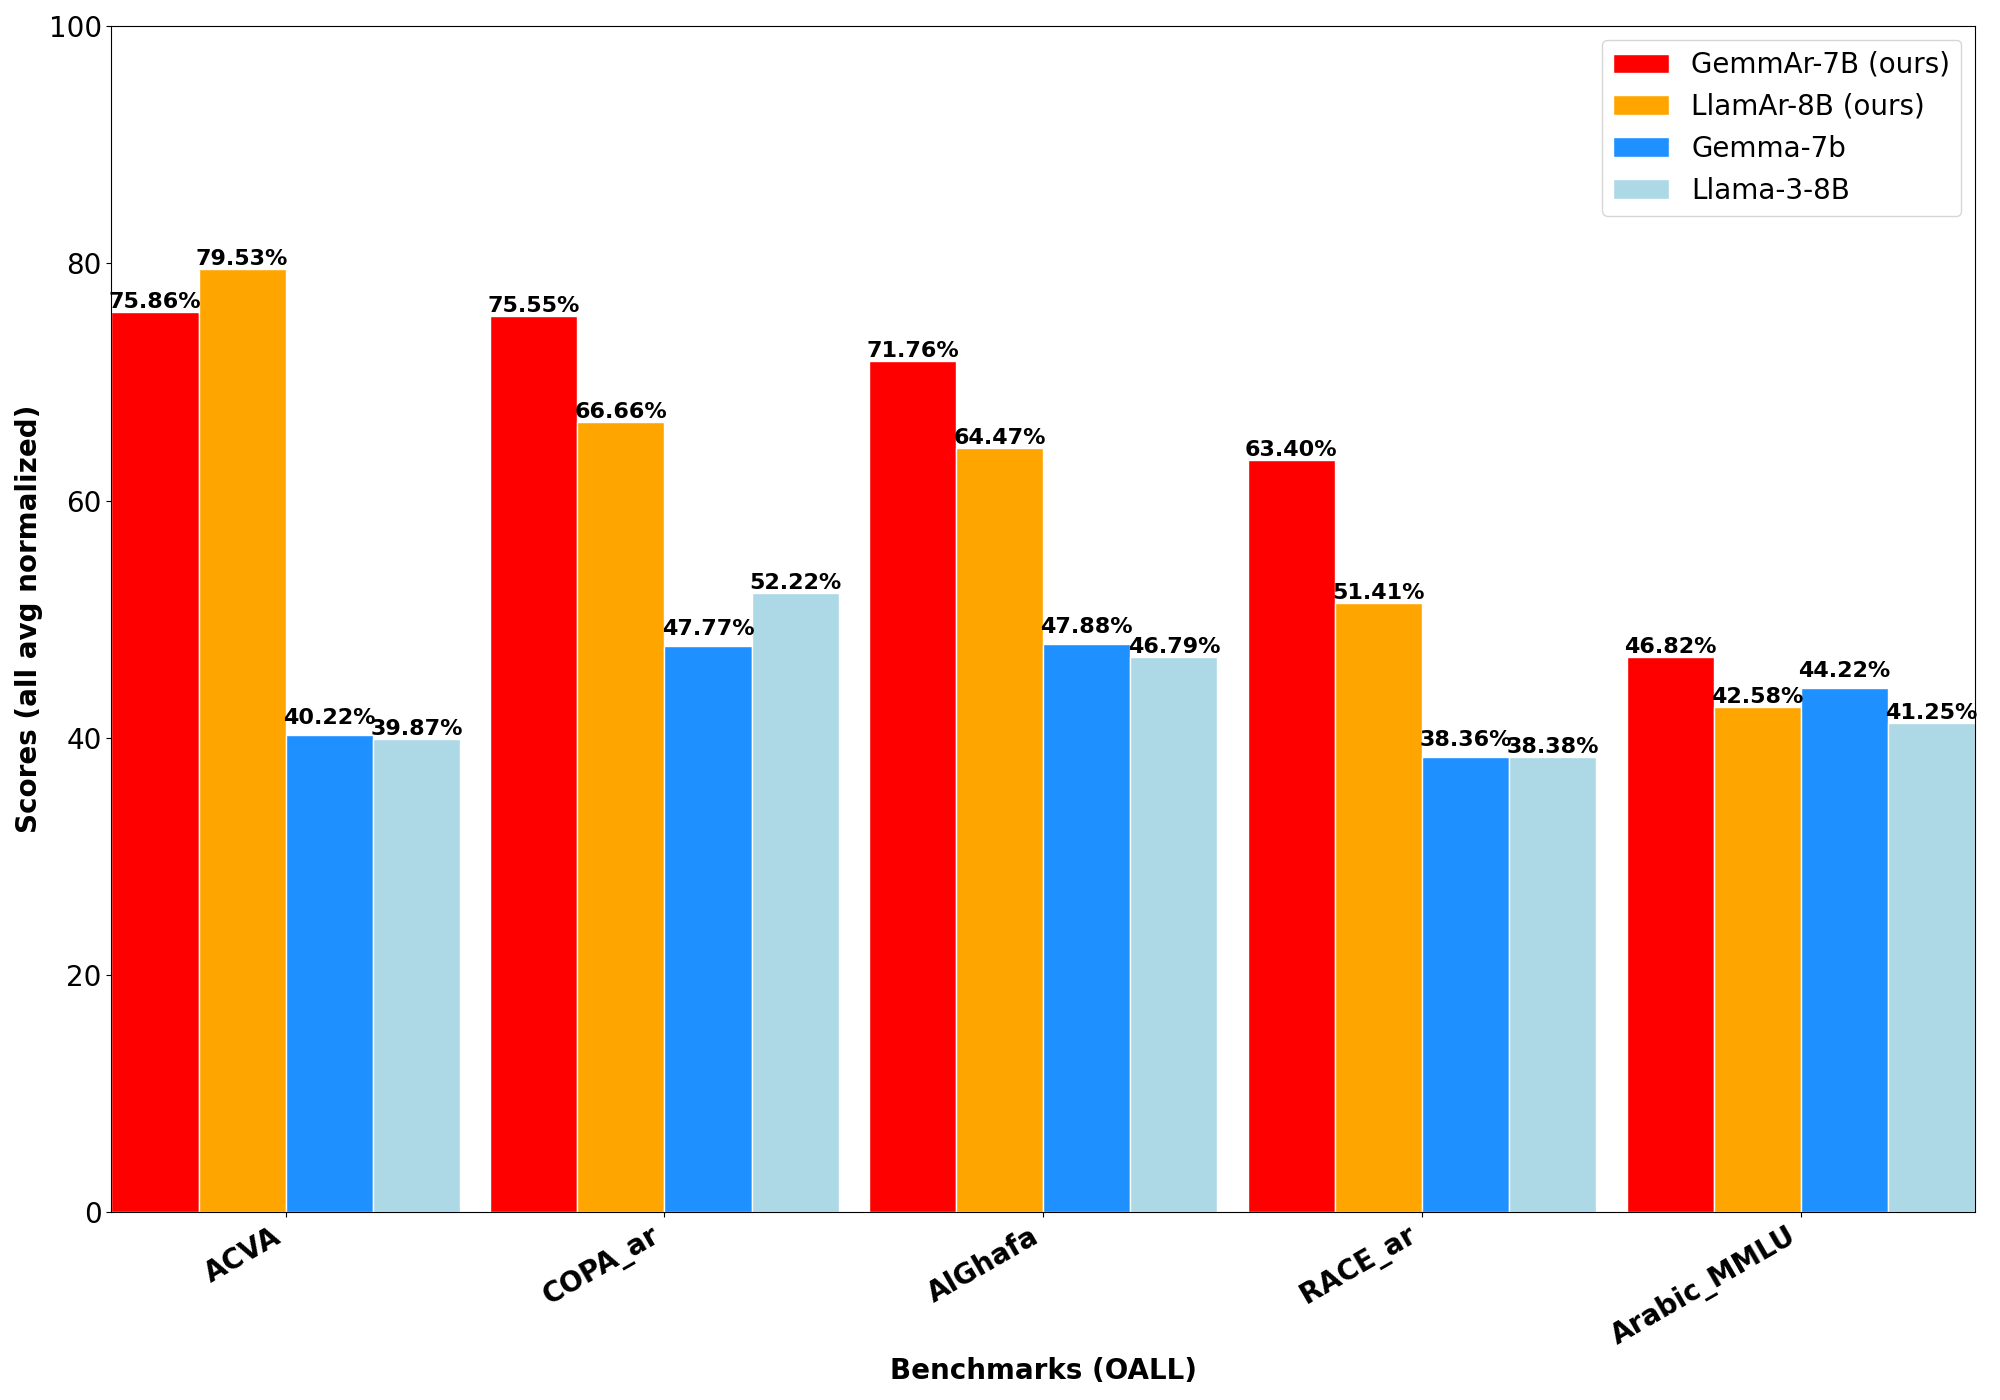 100
80
60
40
20
0
Scores (all avg normalized)
GemmAr-7B (ours)
LlamAr-8B (ours)
Gemma-7b
Llama-3-8B
75.86%
79.53%
40.22%
39.87%
75.55%
66.66%
47.77%
52.22%
71.76%
64.47%
47.88%
46.79%
63.40%
51.41%
38.36%
38.38%
46.82%
42.58%
44.22%
41.25%
ACVA
COPA_ar
AlGhafa
RACE_ar
Arabic_MMLU
Benchmarks (OALL)